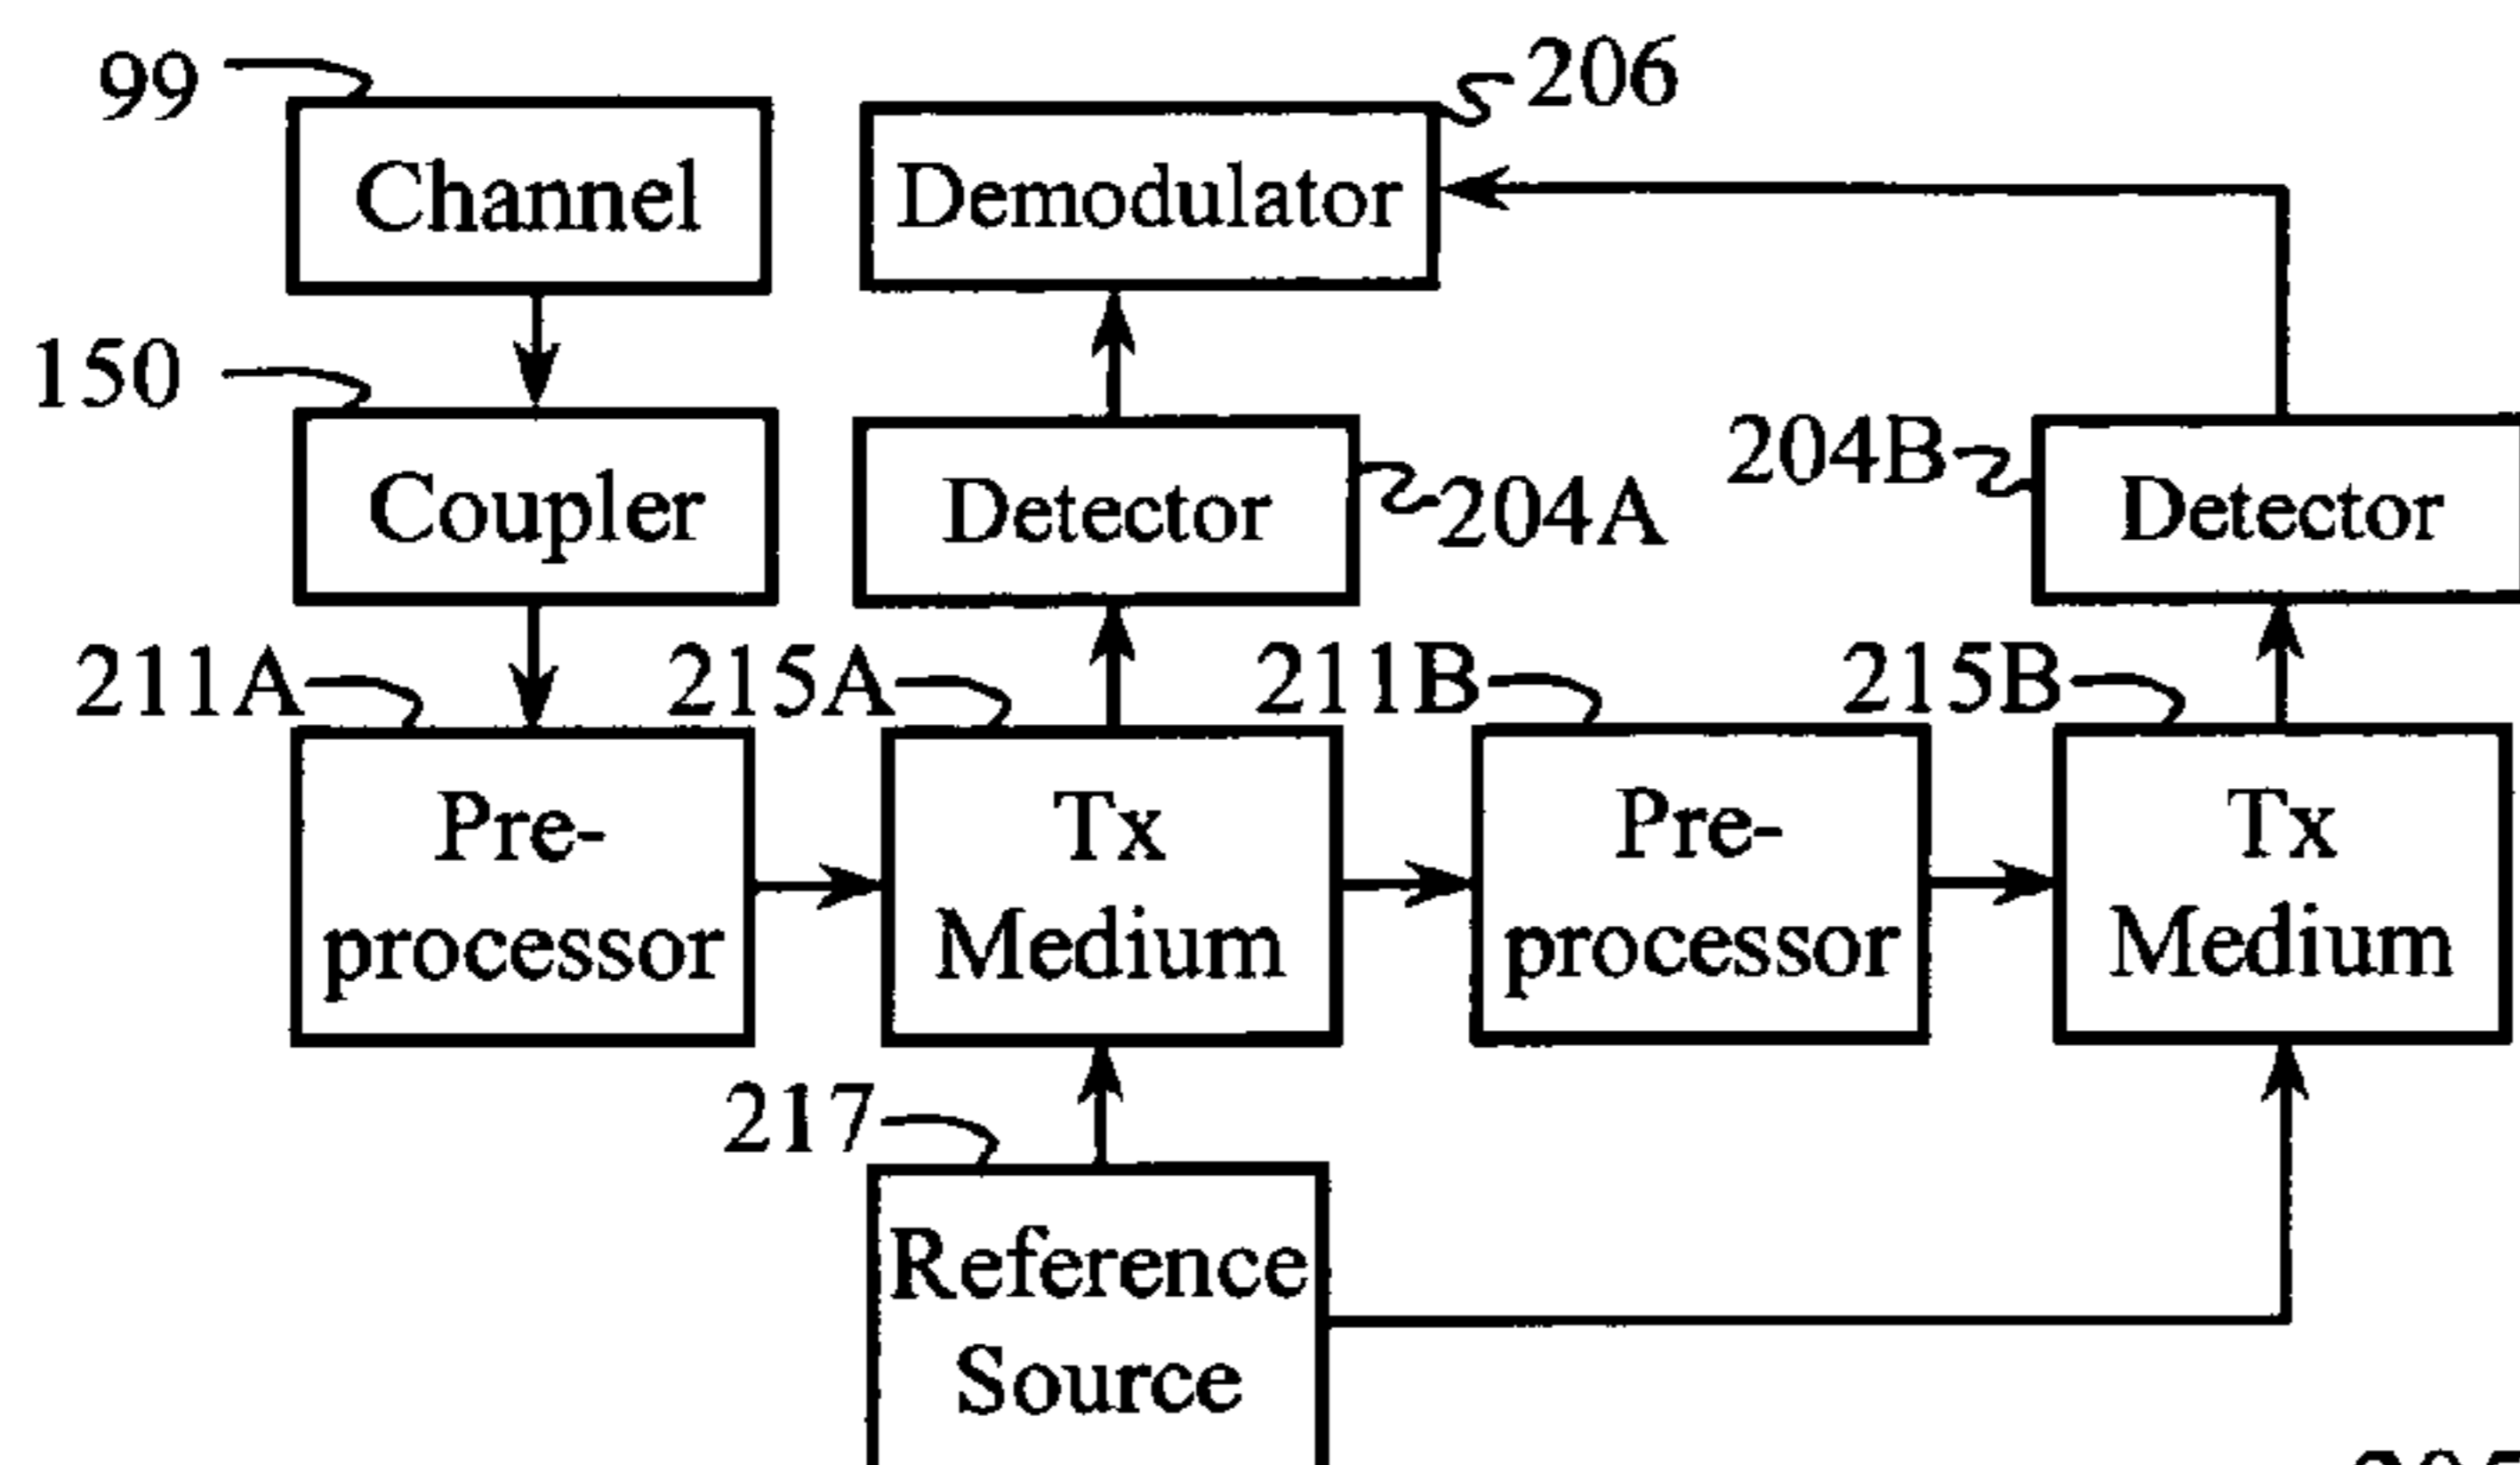 99
206
Channel
Demodulator
150
Coupler
Detector
204A
204B
Detector
211A
215A
211B
215B
Pre-
processor
Tx
Medium
Pre-
processor
Tx
Medium
217
Reference
Source